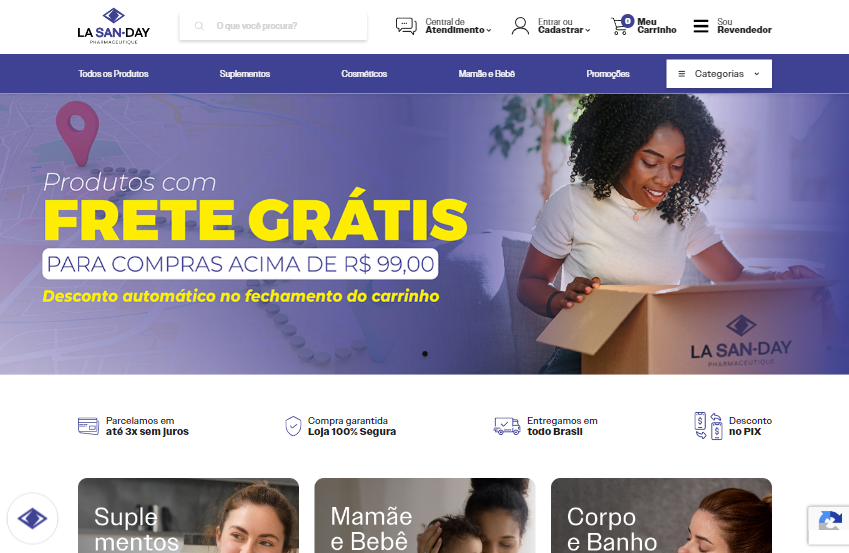 LA SAN-DAY
PHARMACEUTIQUE
O que você procura?
Central de
Atendimento
Entrar ou
Cadastrar
0
Meu
Carrinho
Sou
Revendedor
Todos os Produtos
Suplementos
Cosméticos
Mamãe e Bebê
Promoções
Categorias
Produtos com
FRETE GRÁTIS
PARA COMPRAS ACIMA DE R$ 99,00
Desconto automático no fechamento do carrinho
LA SAN-DAY
PHARMACEUTIQUE
Parcelamos em
até 3x sem juros
Compra garantida
Loja 100% Segura
Entregamos em
todo Brasil
Desconto
no PIX
Suple
mentos
Mamãe
e Bebê
Corpo
e Banho